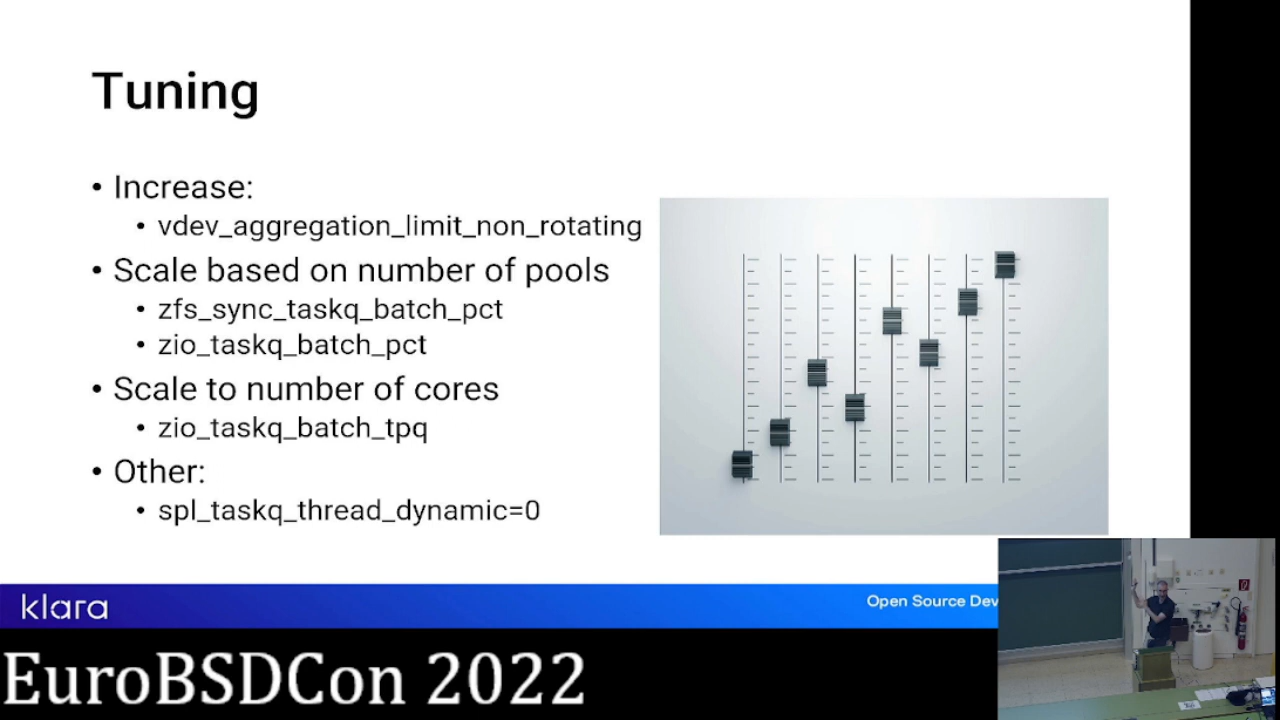 Tuning
• Increase:
• vdev_aggregation_limit_non_rotating
• Scale based on number of pools
• zfs_sync_taskq_batch_pct
• zio_taskq_batch_pct
• Scale to number of cores
• zio_taskq_batch_tpq
• Other:
• spl_taskq_thread_dynamic=0
klara
Open Source Dev
EuroBSDCon 2022